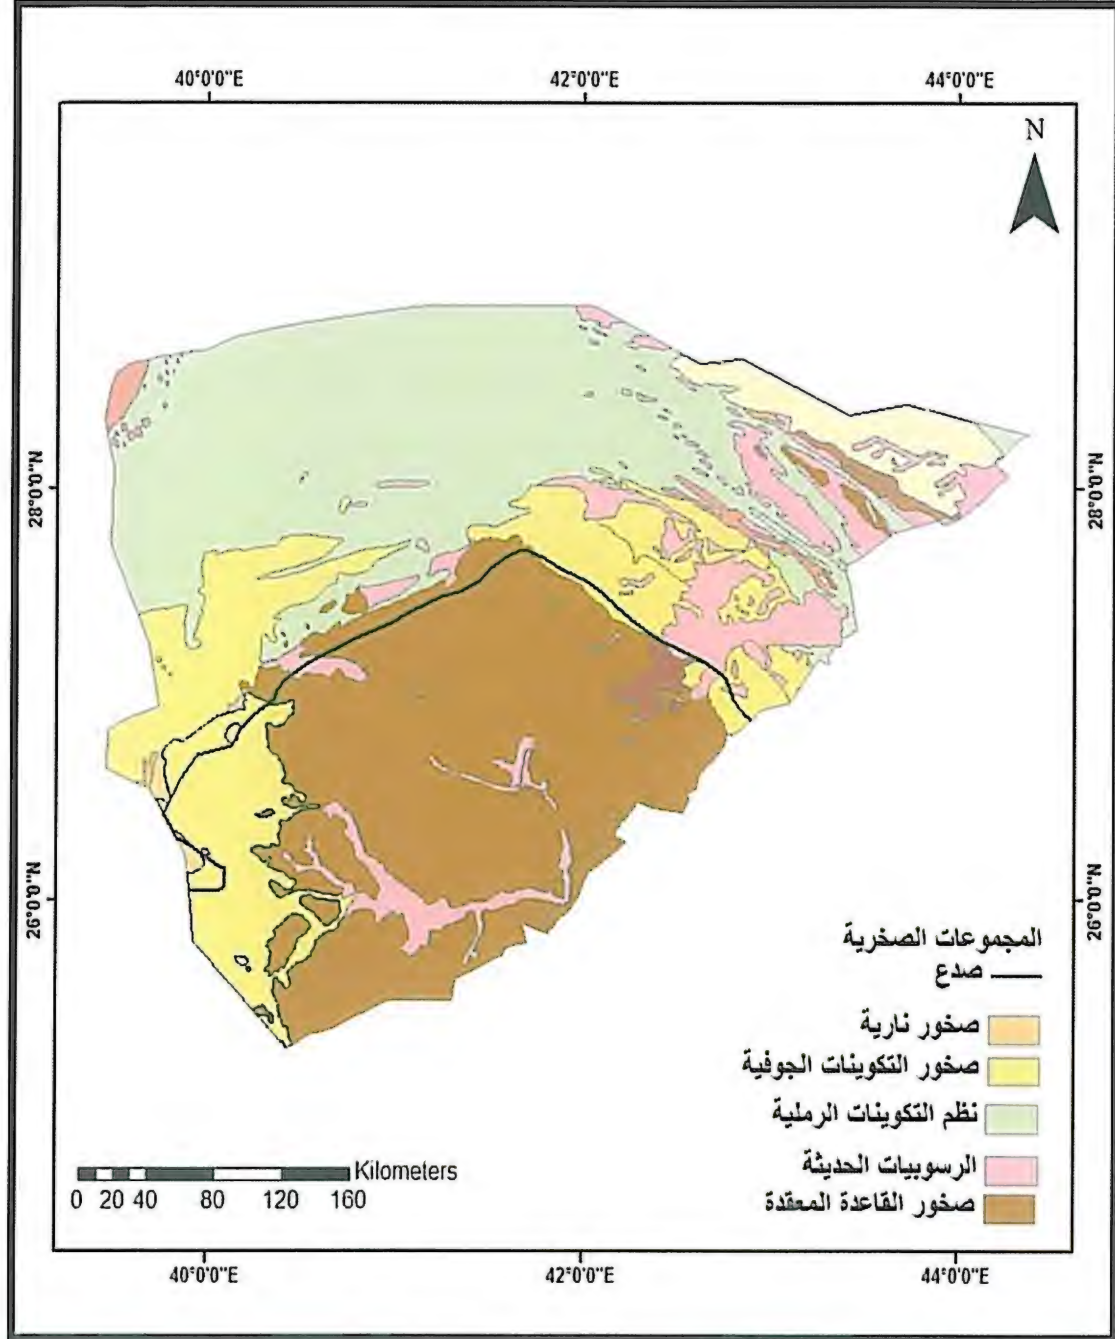 40°0'0"E 42°0'0"E 44°0'0"E
N
28°0'0"N 28°0'0"N
26°0'0"N 26°0'0"N
المجموعات الصخرية
صدع
صخور نارية
صخور التكوينات الجوفية
نظم التكوينات الرملية
الرسوبيات الحديثة
صخور القاعدة المعقدة
Kilometers
0 20 40 80 120 160
40°0'0"E 42°0'0"E 44°0'0"E